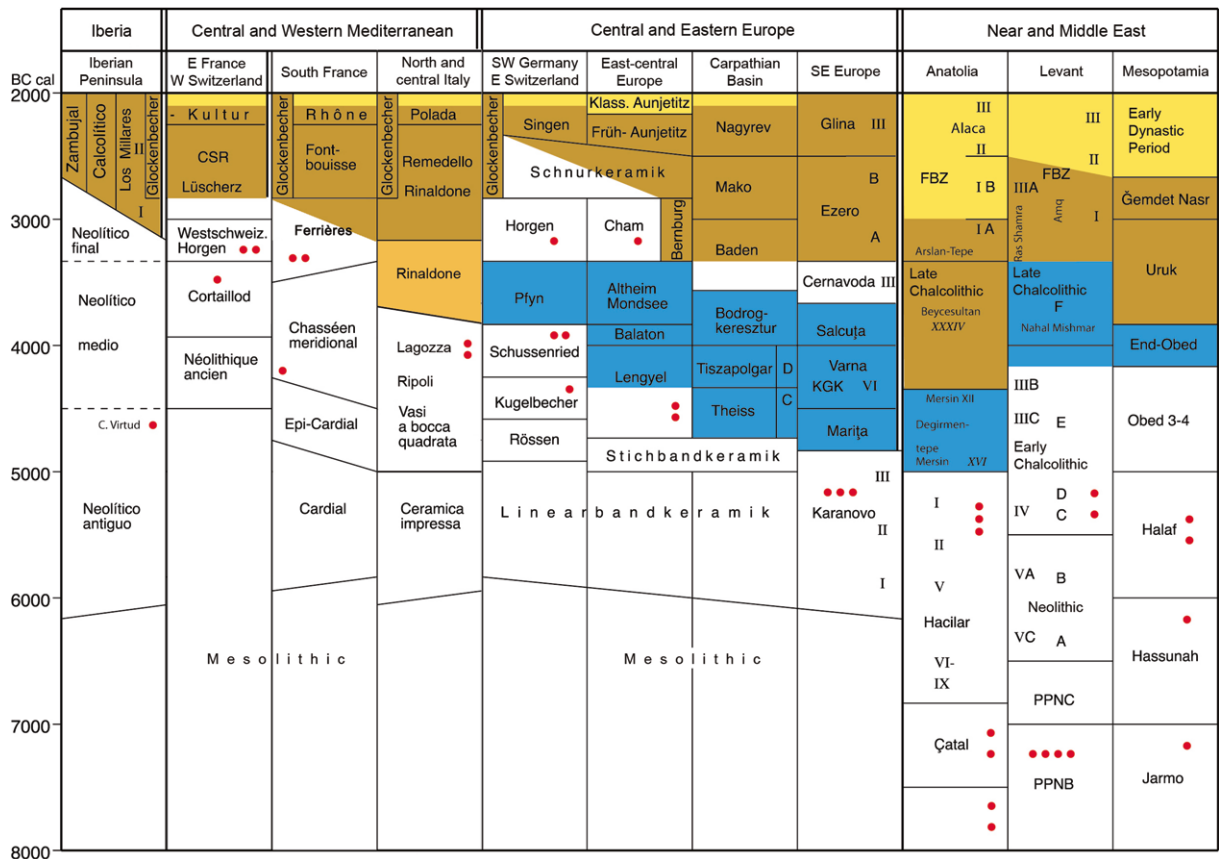 Iberia
Central and Western Mediterranean
Central and Eastern Europe
Near and Middle East
BC cal
Iberian
Peninsula
E France
W Switzerland
South France
North and
central Italy
SW Germany
E Switzerland
East-central
Europe
Carpathian
Basin
SE Europe
Anatolia
Levant
Mesopotamia
2000
3000
4000
5000
6000
7000
8000
Zambujal
Calcolítico
Los Millares
II
Glockenbecher
I
Neolítico
final
Neolítico
medio
C. Virtud
Neolítico
antiguo
- Kultur
CSR
Lüscherz
Westschweiz.
Horgen
Cortaillod
Néolithique
ancien
Mesolithic
Glockenbecher
Rhône
Font-
bouisse
Ferrières
Chasséen
meridional
Epi-Cardial
Cardial
Polada
Remedello
Rinaldone
Rinaldone
Lagozza
Ripoli
Vasi
a bocca
quadrata
Ceramica
impressa
Glockenbecher
Singen
Schnurkeramik
Horgen
Pfyn
Schussenried
Kugelbecher
Rössen
Stichbandkeramik
Linearbandkeramik
Mesolithic
Klass. Aunjetitz
Früh- Aunjetitz
Cham
Bernburg
Altheim
Mondsee
Balaton
Lengyel
Nagyrev
Mako
Baden
Bodrog-
keresztur
Tiszapolgar
D
Theiss
C
Glina III
B
Ezero
A
Cernavoda III
Salcuţa
Varna
KGK VI
Mariţa
III
Karanovo
II
I
III
Alaca
II
FBZ
I B
I A
Arslan-Tepe
Late
Chalcolithic
Beycesultan
XXXIV
Mersin XII
Degirmen-
tepe
Mersin XVI
I
II
V
Hacilar
VI-
IX
Çatal
III
II
FBZ
IIIA
Ras Shamra
Amq
I
Late
Chalcolithic
F
Nahal Mishmar
IIIB
IIIC E
Early
Chalcolithic
D
IV C
VA B
Neolithic
VC A
PPNC
PPNB
Early
Dynastic
Period
Ğemdet Nasr
Uruk
End-Obed
Obed 3-4
Halaf
Hassunah
Jarmo